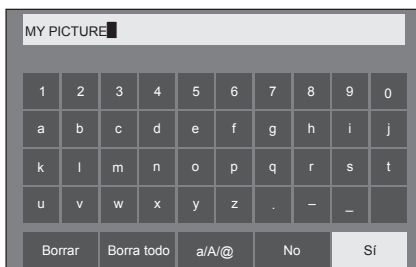 MY PICTURE
1 2 3 4 5 6 7 8 9 0
a b c d e f g h i j
k l m n o p q r s t
u v w x y z . – _
Borrar Borra todo a/A/@ No Sí